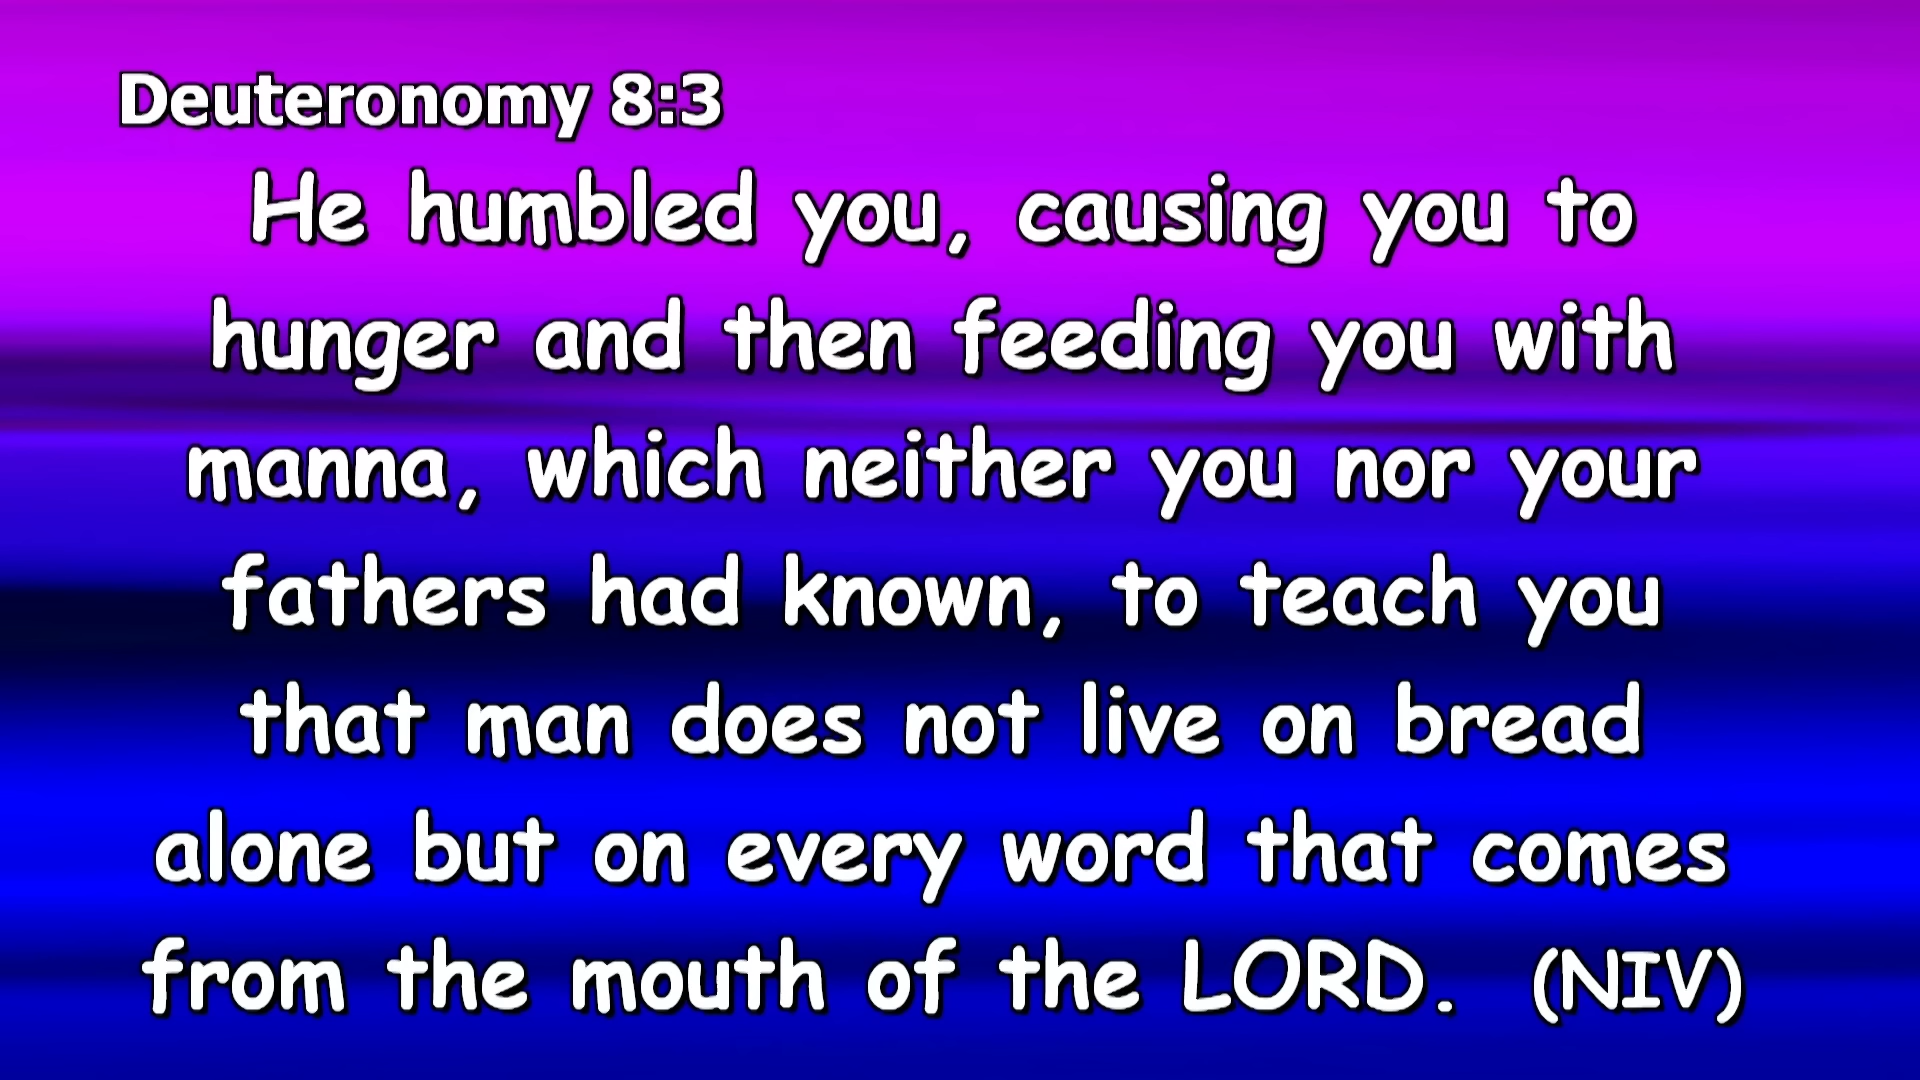 Deuteronomy 8:3
He humbled you, causing you to
hunger and then feeding you with
manna, which neither you nor your
fathers had known, to teach you
that man does not live on bread
alone but on every word that comes
from the mouth of the LORD. (NIV)